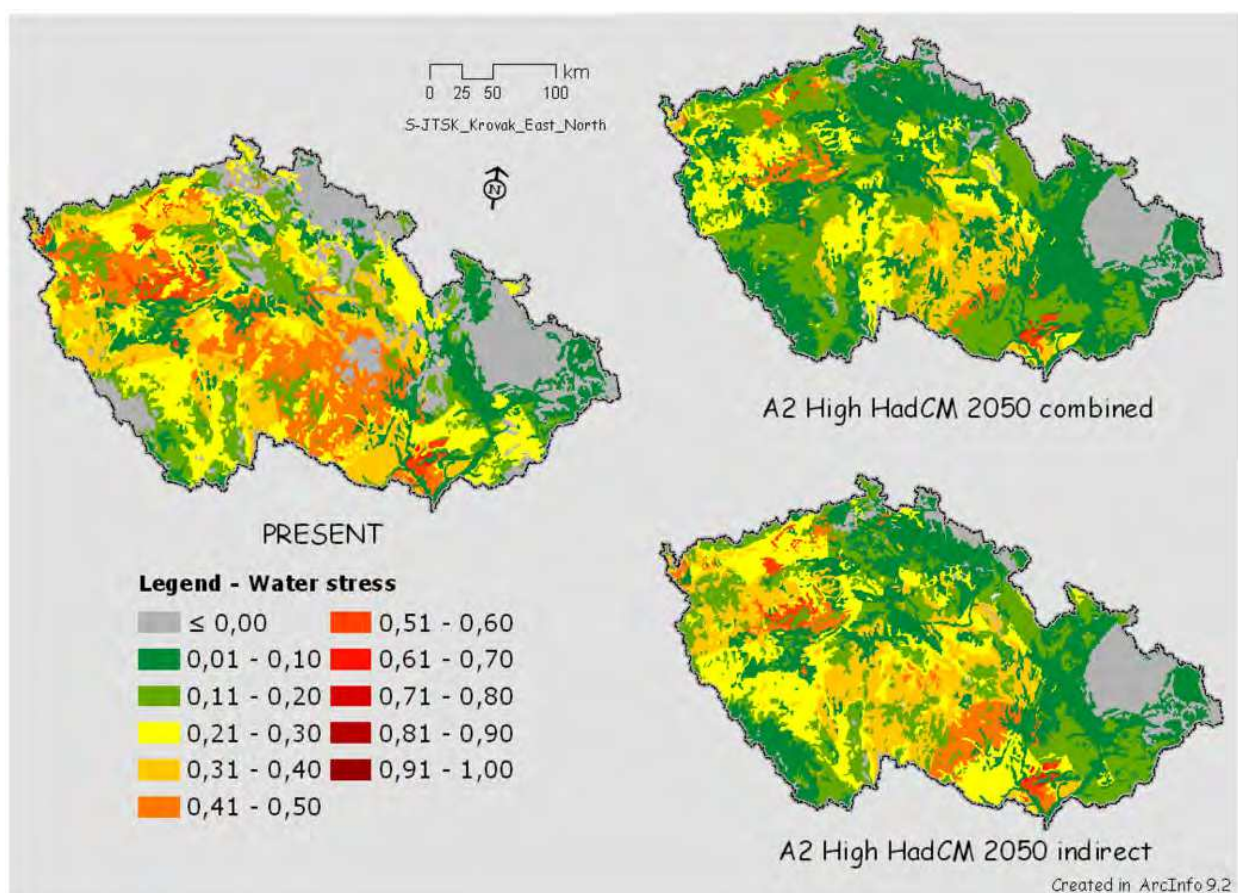 km
0 25 50 100
S-JTSK_Krovak_East_North
N
PRESENT
A2 High HadCM 2050 combined
Legend - Water stress
≤ 0,00
0,01 - 0,10
0,11 - 0,20
0,21 - 0,30
0,31 - 0,40
0,41 - 0,50
0,51 - 0,60
0,61 - 0,70
0,71 - 0,80
0,81 - 0,90
0,91 - 1,00
A2 High HadCM 2050 indirect
Created in ArcInfo 9.2